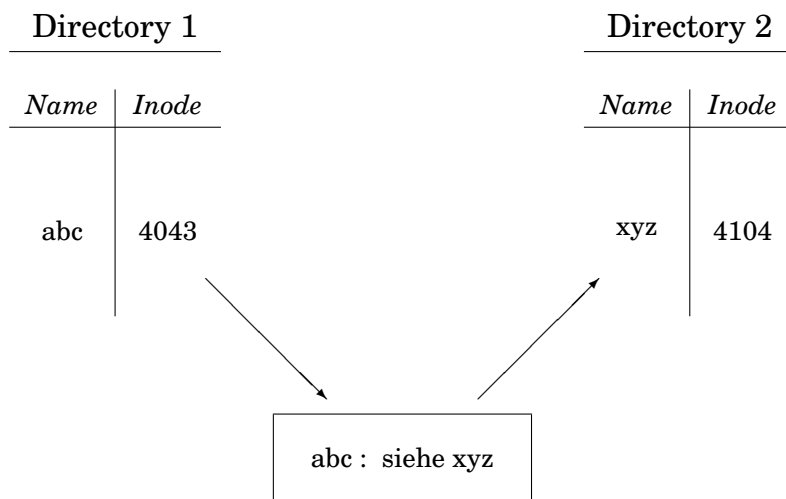 Directory 1
Directory 2
Name Inode
Name Inode
abc 4043
xyz 4104
abc : siehe xyz